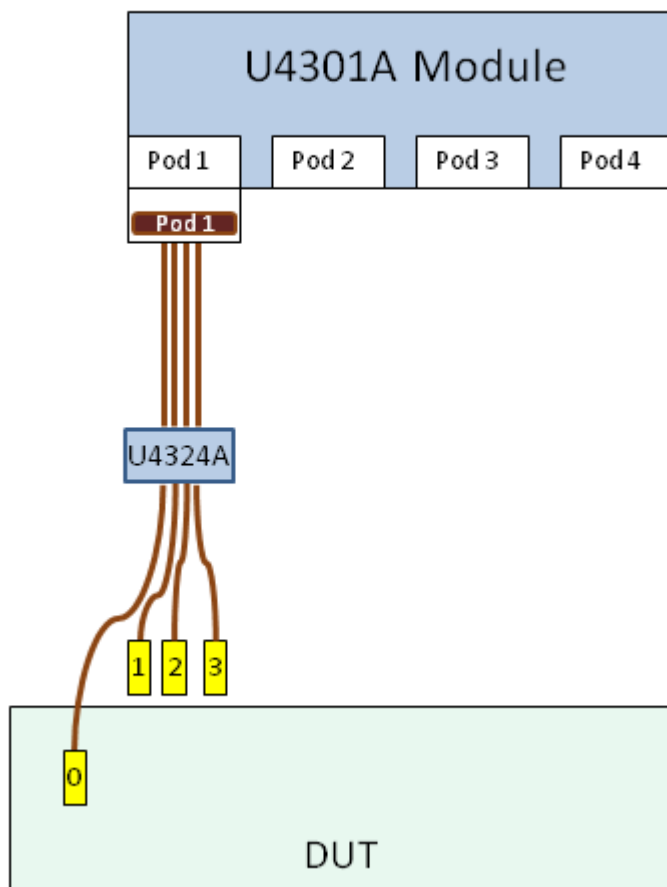 U4301A Module
Pod 1 Pod 2 Pod 3 Pod 4
Pod 1
U4324A
1 2 3
0
DUT